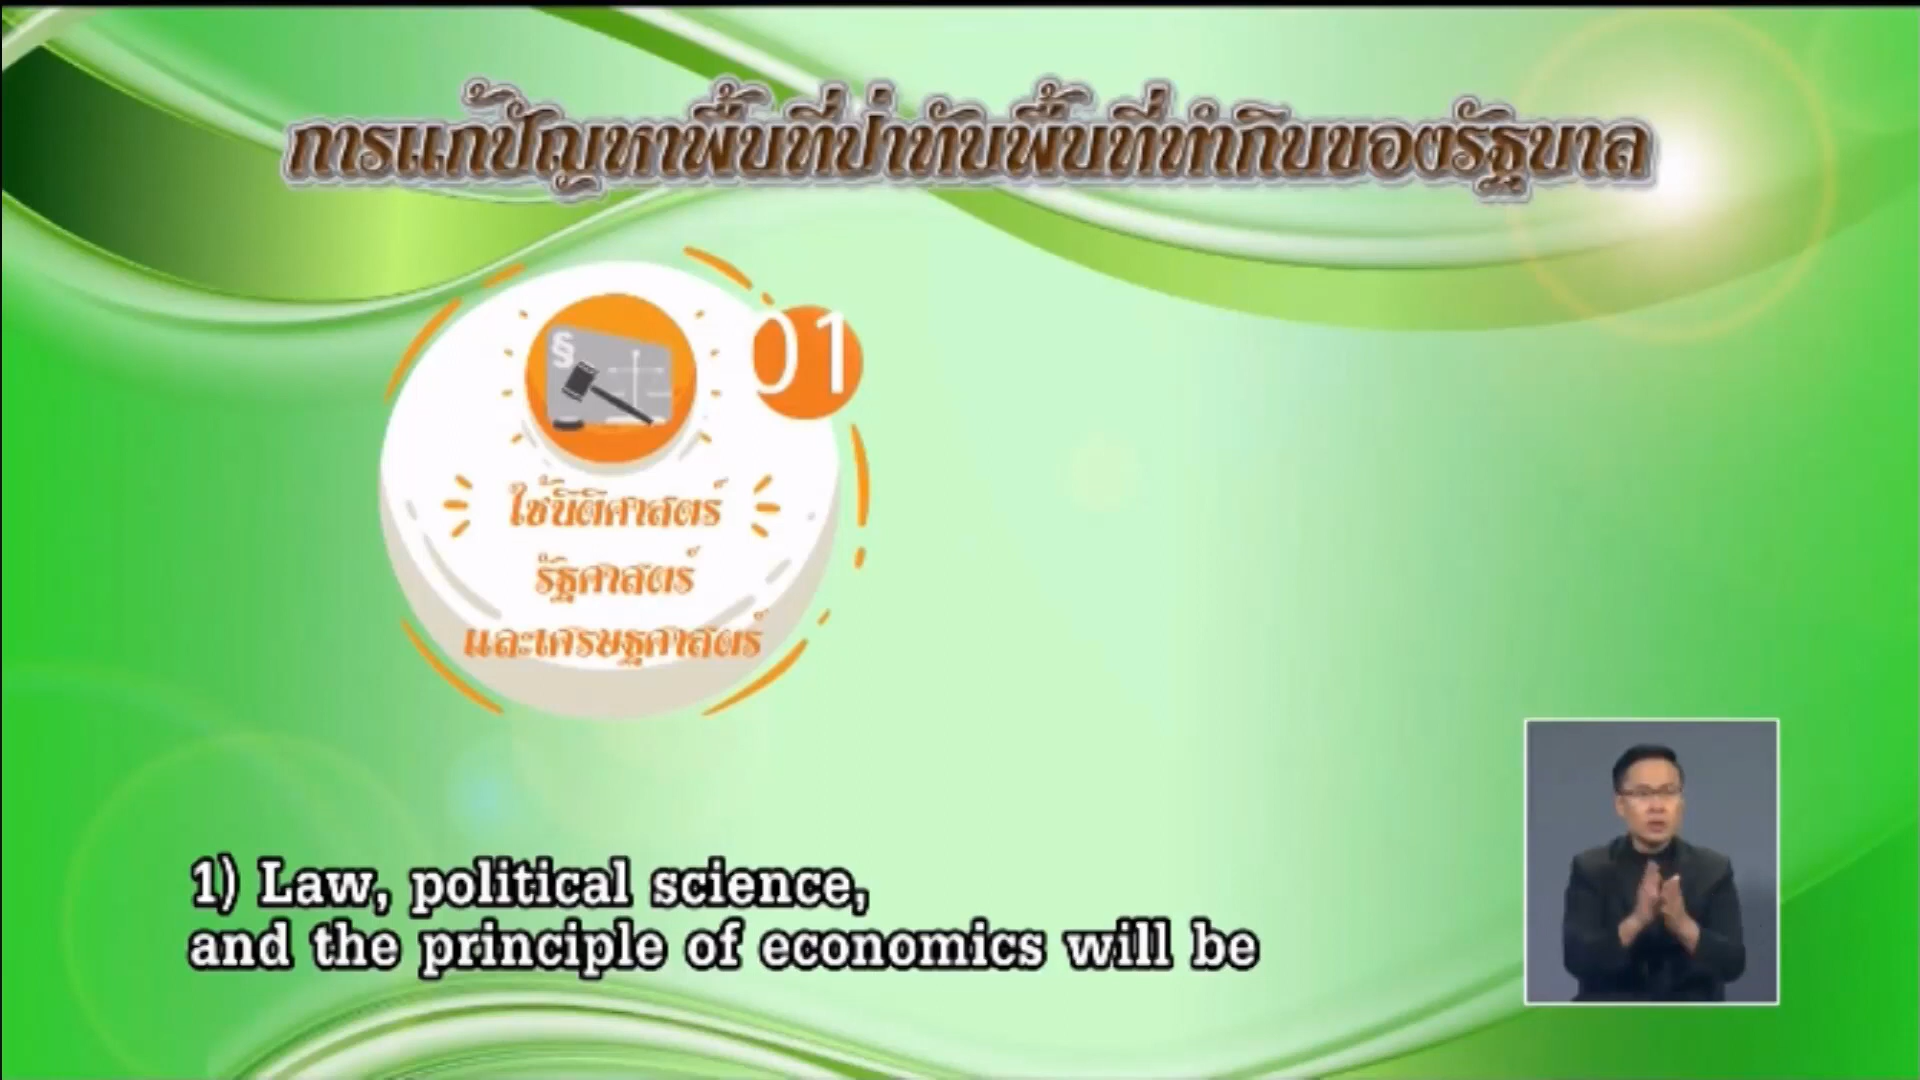 การแก้ปัญหาพื้นที่ป่าทับพื้นที่ทำกินของรัฐบาล
01
§
ใช้นิติศาสตร์
รัฐศาสตร์
และเศรษฐศาสตร์
1) Law, political science,
and the principle of economics will be